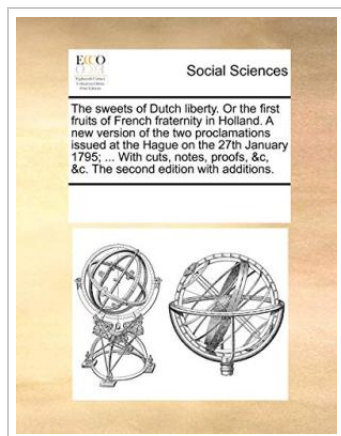 ECCO
Social Sciences
The sweets of Dutch liberty. Or the first
fruits of French fraternity in Holland. A
new version of the two proclamations
issued at the Hague on the 27th January
1795; ... With cuts, notes, proofs, &c,
&c. The second edition with additions.